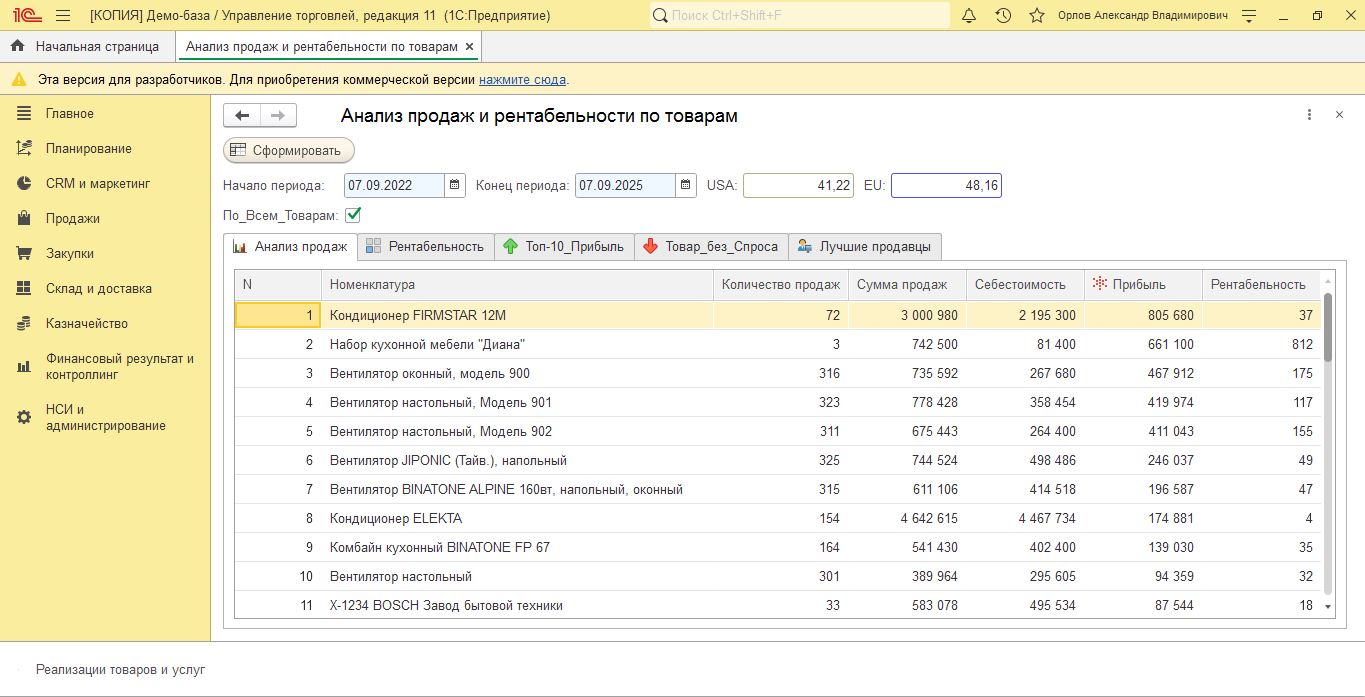 1С [КОПИЯ] Демо-база / Управление торговлей, редакция 11 (1С:Предприятие) Поиск Ctrl+Shift+F Орлов Александр Владимирович
Начальная страница Анализ продаж и рентабельности по товарам ×
Эта версия для разработчиков. Для приобретения коммерческой версии нажмите сюда.
Главное
Планирование
CRM и маркетинг
Продажи
Закупки
Склад и доставка
Казначейство
Финансовый результат и
контроллинг
НСИ и
администрирование
Анализ продаж и рентабельности по товарам
Сформировать
Начало периода: 07.09.2022 Конец периода: 07.09.2025 USA: 41,22 EU: 48,16
По_Всем_Товарам:
Анализ продаж Рентабельность Топ-10_Прибыль Товар_без_Спроса Лучшие продавцы
N Номенклатура Количество продаж Сумма продаж Себестоимость Прибыль Рентабельность
1 Кондиционер FIRMSTAR 12М 72 3 000 980 2 195 300 805 680 37
2 Набор кухонной мебели "Диана" 3 742 500 81 400 661 100 812
3 Вентилятор оконный, модель 900 316 735 592 267 680 467 912 175
4 Вентилятор настольный, Модель 901 323 778 428 358 454 419 974 117
5 Вентилятор настольный, Модель 902 311 675 443 264 400 411 043 155
6 Вентилятор JIPONIC (Тайв.), напольный 325 744 524 498 486 246 037 49
7 Вентилятор BINATONE ALPINE 160вт, напольный, оконный 315 611 106 414 518 196 587 47
8 Кондиционер ELEKTA 154 4 642 615 4 467 734 174 881 4
9 Комбайн кухонный BINATONE FP 67 164 541 430 402 400 139 030 35
10 Вентилятор настольный 301 389 964 295 605 94 359 32
11 X-1234 BOSCH Завод бытовой техники 33 583 078 495 534 87 544 18
Реализации товаров и услуг